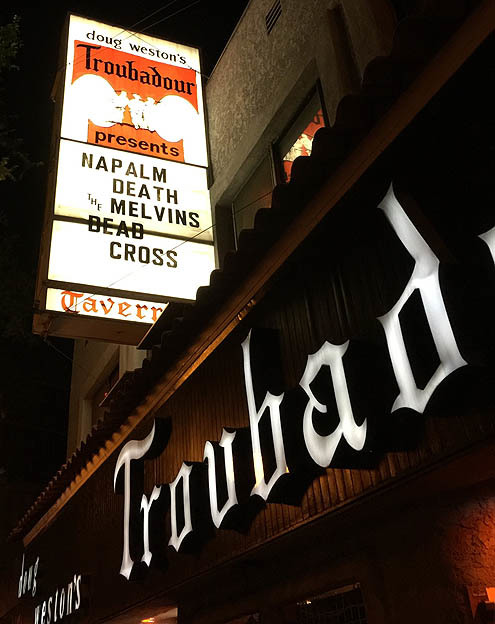 doug weston's
Troubadour
presents
NAPALM
DEATH
THE MELVINS
DEAD
CROSS
Tavern
Troubad
doug
weston's